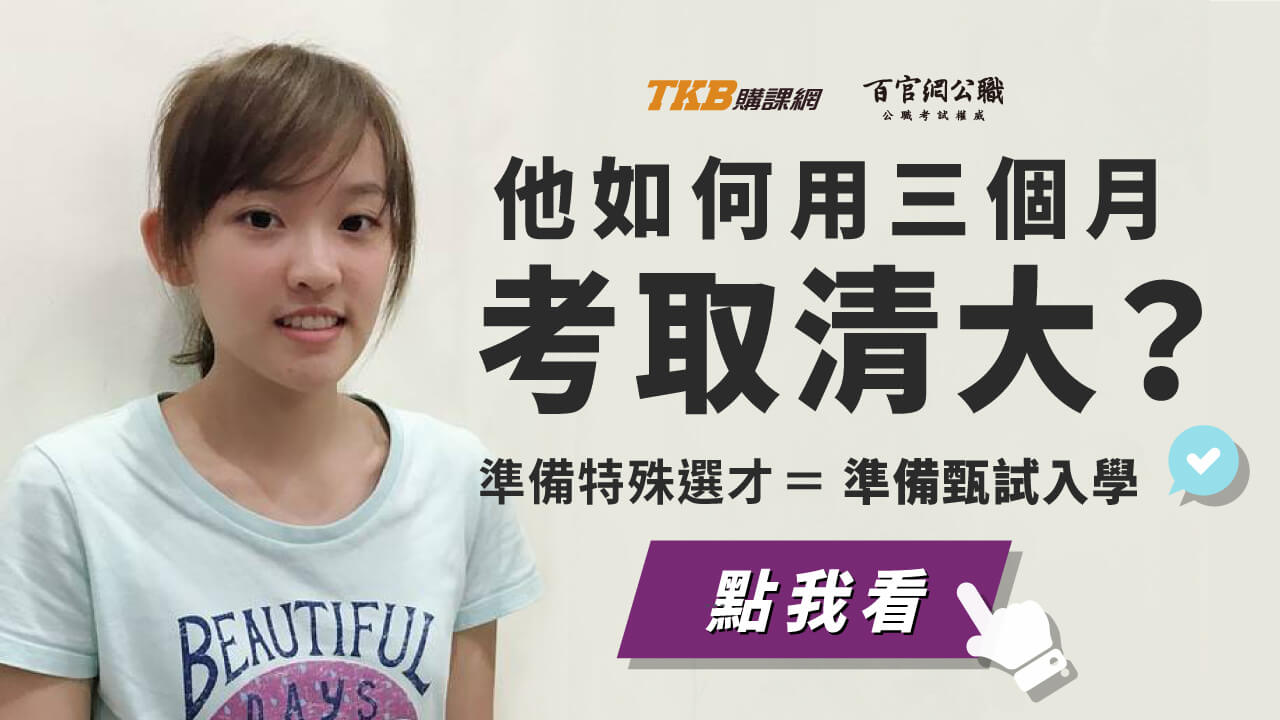 TKB購課網
百官網公職
公職考試權威
他如何用三個月
考取清大？
準備特殊選才＝準備甄試入學
點我看
BEAUTIFUL
DAYS